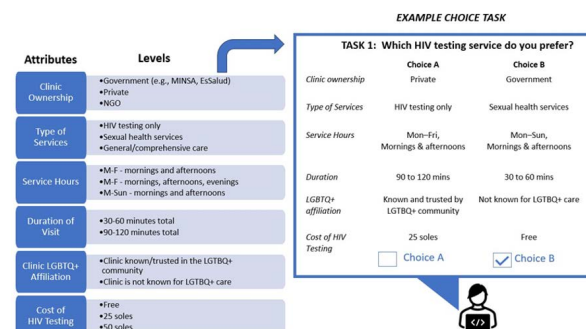 EXAMPLE CHOICE TASK
Attributes
Levels
Clinic
Ownership
•Government (e.g., MINSA, EsSalud)
•Private
•NGO
Type of
Services
•HIV testing only
•Sexual health services
•General/comprehensive care
Service Hours
•M-F - mornings and afternoons
•M-F - mornings, afternoons, evenings
•M-Sun - mornings and afternoons
Duration of
Visit
•30-60 minutes total
•90-120 minutes total
Clinic LGBTQ+
Affiliation
•Clinic known/trusted in the LGTBQ+
community
•Clinic is not known for LGTBQ+ care
Cost of
HIV Testing
•Free
•25 soles
•50 soles
TASK 1: Which HIV testing service do you prefer?
Choice A
Choice B
Clinic ownership
Private
Government
Type of Services
HIV testing only
Sexual health services
Service Hours
Mon–Fri,
Mornings & afternoons
Mon–Sun,
Mornings & afternoons
Duration
90 to 120 mins
30 to 60 mins
LGBTQ+
affiliation
Known and trusted by
LGTBQ+ community
Not known for LGBTQ+ care
Cost of HIV
Testing
25 soles
Free
Choice A
Choice B